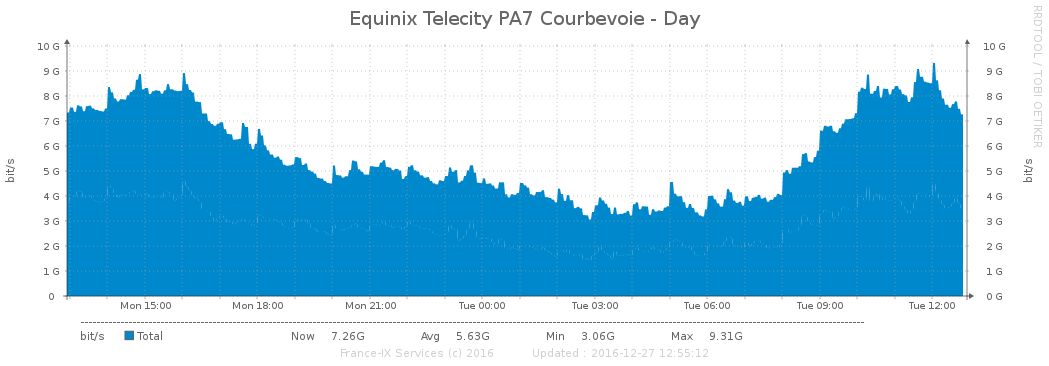 Equinix Telecity PA7 Courbevoie - Day
RRDTOOL / TOBI OETIKER
bit/s
bit/s
10 G 10 G
9 G 9 G
8 G 8 G
7 G 7 G
6 G 6 G
5 G 5 G
4 G 4 G
3 G 3 G
2 G 2 G
1 G 1 G
0 0 G
Mon 15:00 Mon 18:00 Mon 21:00 Tue 00:00 Tue 03:00 Tue 06:00 Tue 09:00 Tue 12:00
bit/s Total Now 7.26G Avg 5.63G Min 3.06G Max 9.31G
France-IX Services (c) 2016 Updated : 2016-12-27 12:55:12